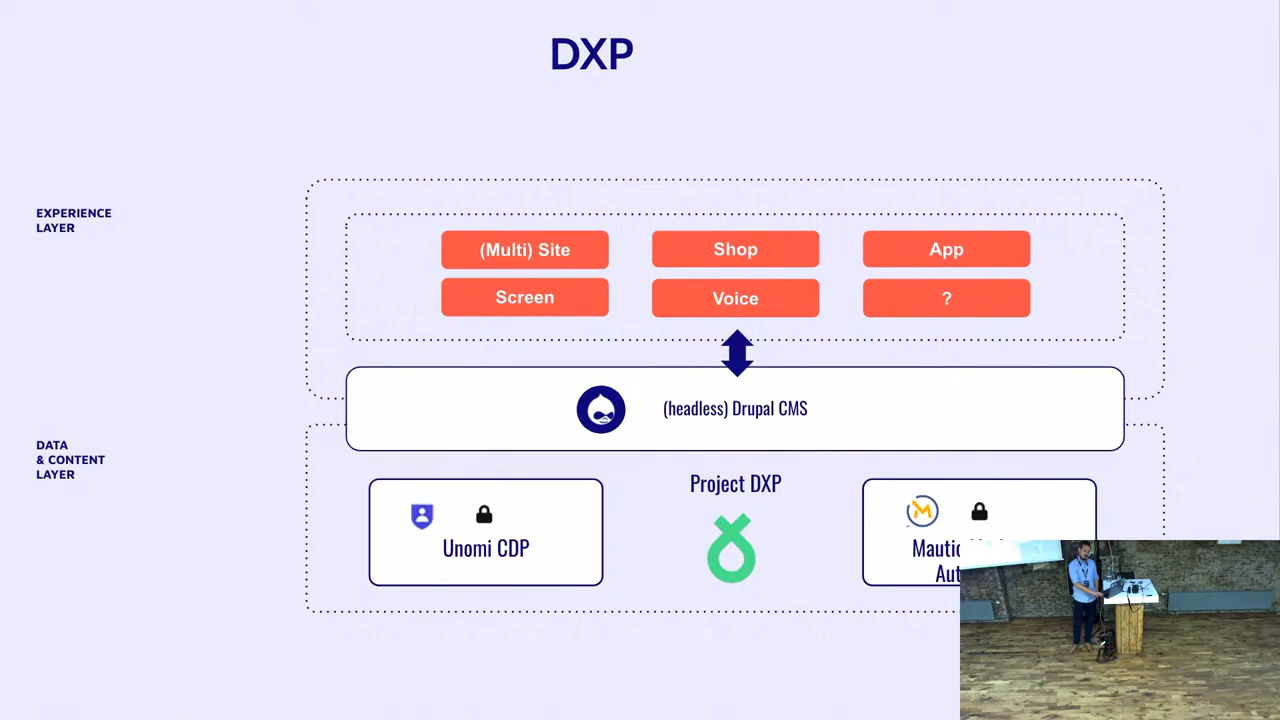 DXP
EXPERIENCE
LAYER
(Multi) Site
Shop
App
Screen
Voice
?
(headless) Drupal CMS
DATA
& CONTENT
LAYER
Project DXP
Unomi CDP
Mautic